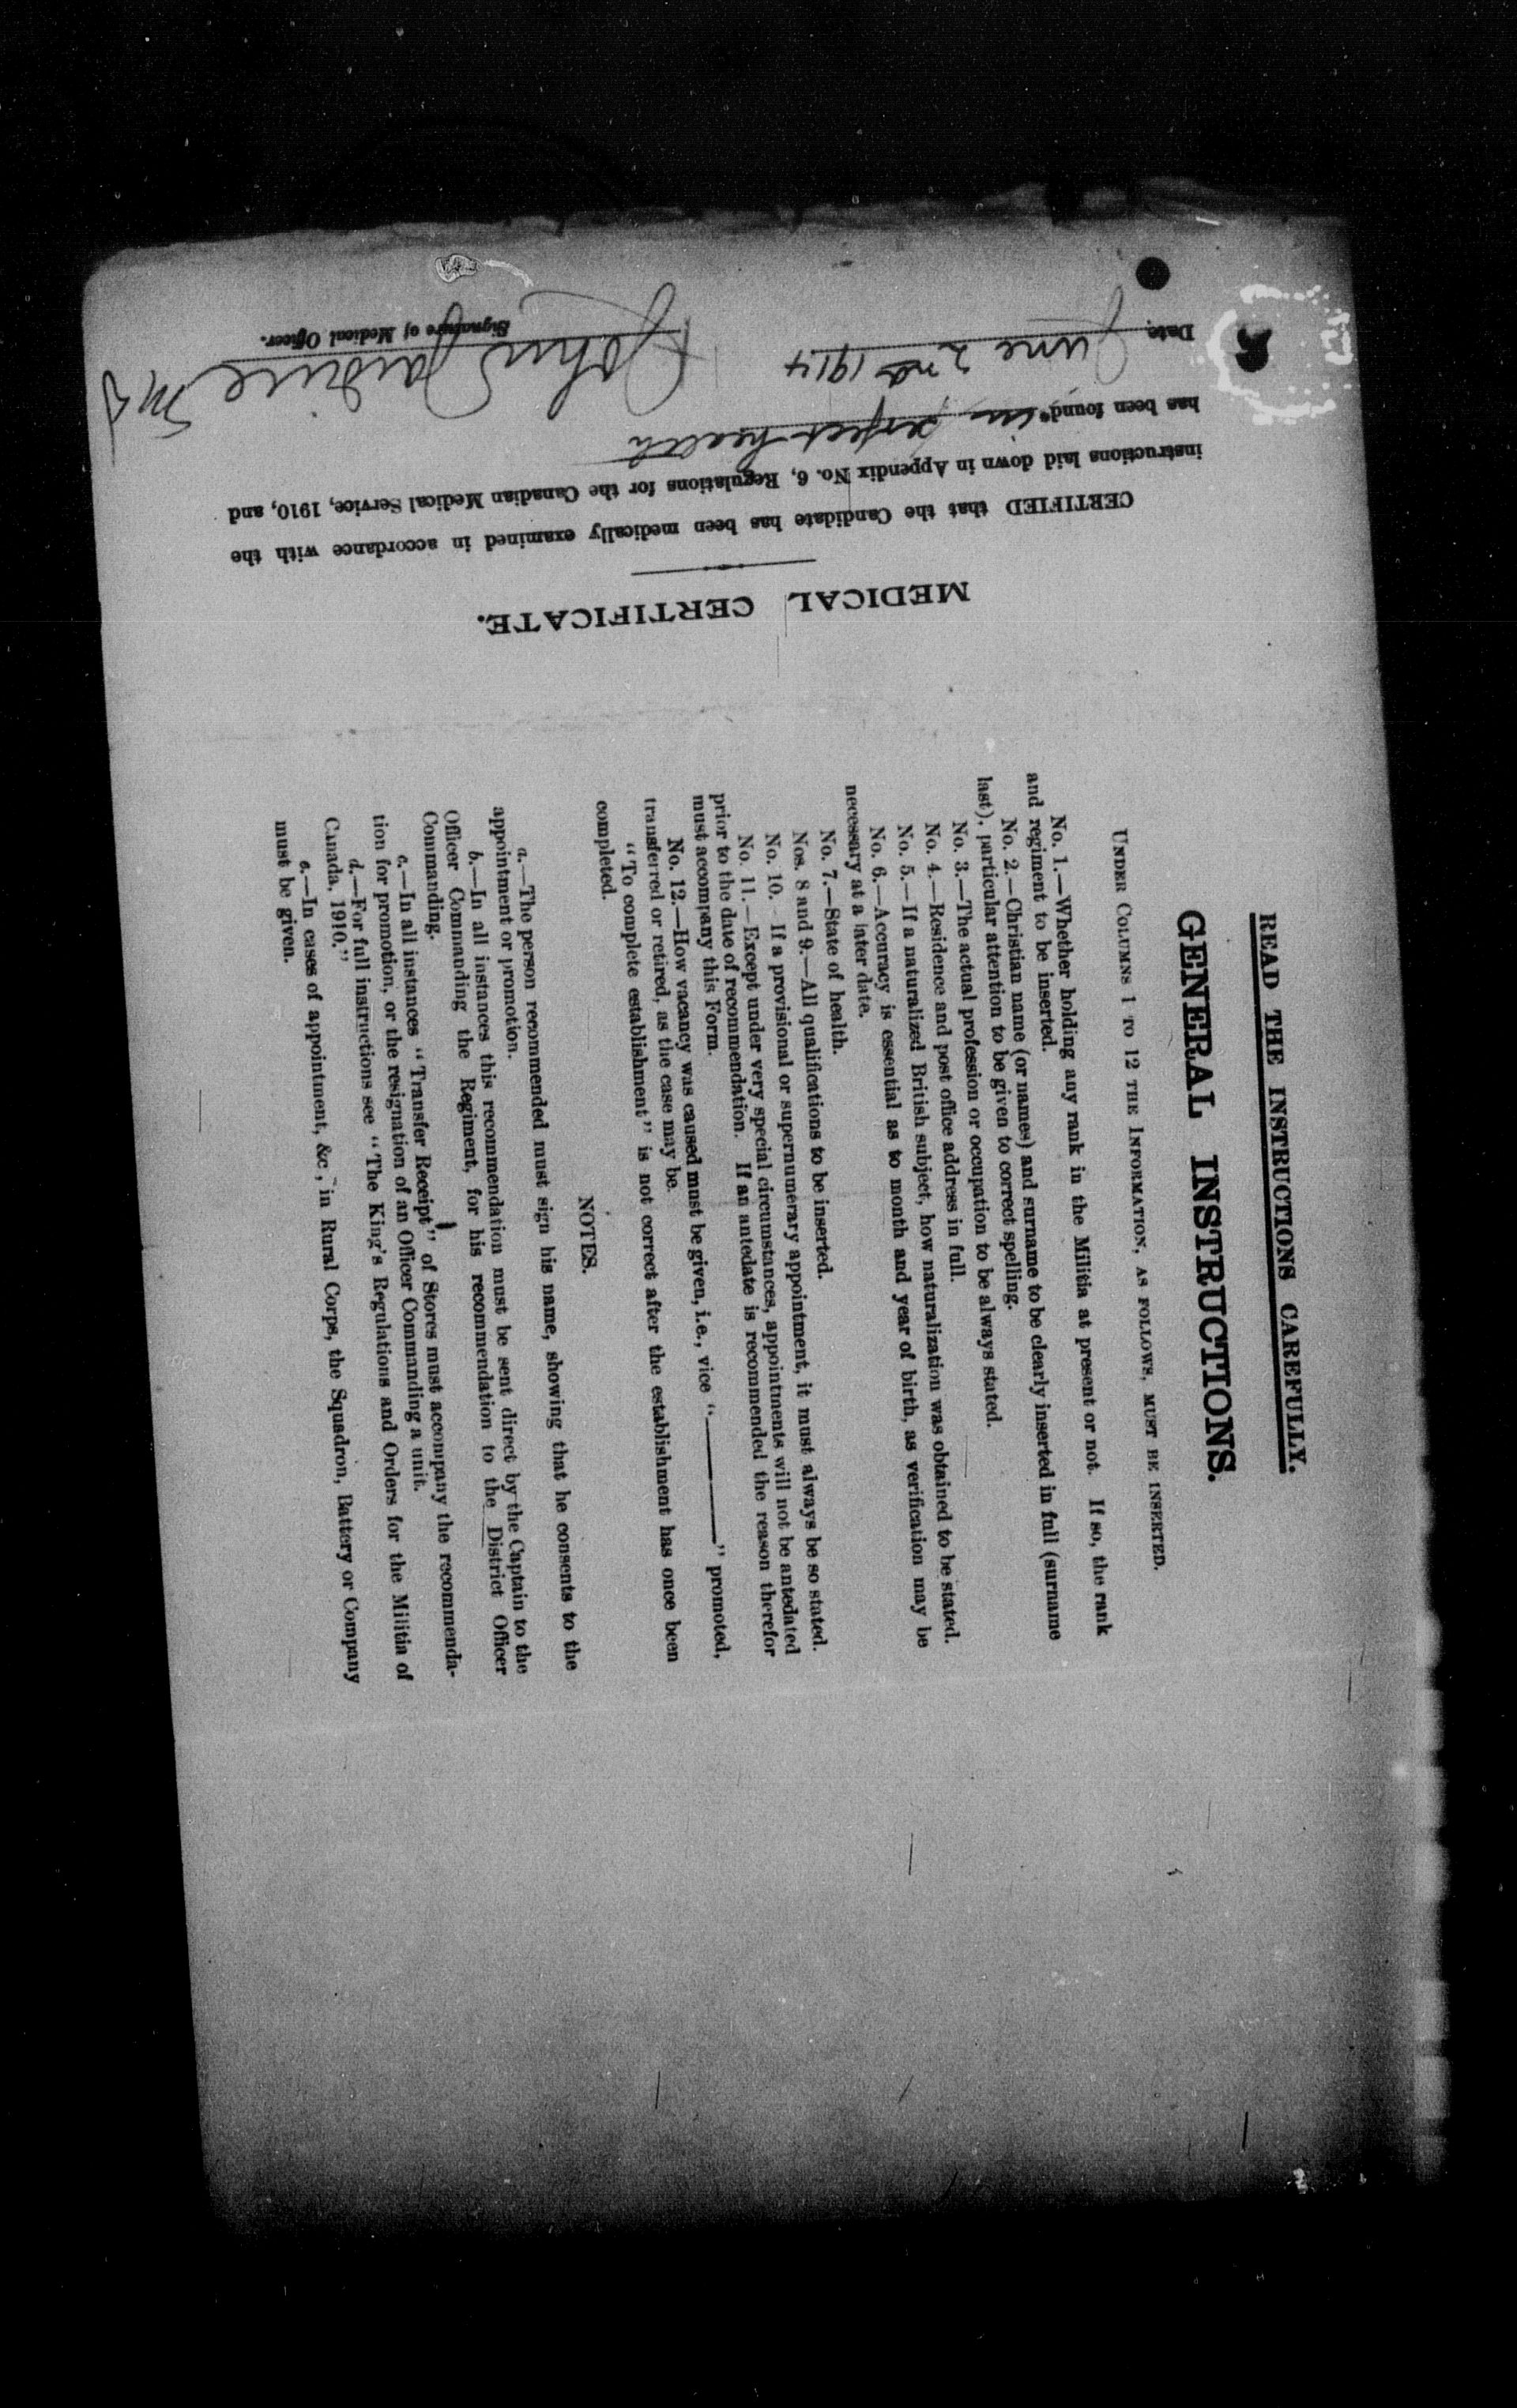 READ THE INSTRUCTIONS CAREFULLY.
GENERAL INSTRUCTIONS.
UNDER COLUMNS 1 TO 12 THE INFORMATION, AS FOLLOWS, MUST BE INSERTED.
No. 1.—Whether holding any rank in the Militia at present or not. If so, the rank
and regiment to be inserted.
No. 2.—Christian name (or names) and surname to be clearly inserted in full (surname
last), particular attention to be given to correct spelling.
No. 3.—The actual profession or occupation to be always stated.
No. 4.—Residence and post office address in full.
No. 5.—If a naturalized British subject, how naturalization was obtained to be stated.
No. 6.—Accuracy is essential as to month and year of birth, as verification may be
necessary at a later date.
No. 7.—State of health.
Nos. 8 and 9.—All qualifications to be inserted.
No. 10.—If a provisional or supernumerary appointment, it must always be so stated.
No. 11.—Except under very special circumstances, appointments will not be antedated
prior to the date of recommendation. If an antedate is recommended the reason therefor
must accompany this Form.
No. 12.—How vacancy was caused must be given, i.e., vice "————" promoted,
transferred or retired, as the case may be.
"To complete establishment" is not correct after the establishment has once been
completed.
NOTES.
a.—The person recommended must sign his name, showing that he consents to the
appointment or promotion.
b.—In all instances this recommendation must be sent direct by the Captain to the
Officer Commanding the Regiment, for his recommendation to the District Officer
Commanding.
c.—In all instances "Transfer Receipt" of Stores must accompany the recommenda-
tion for promotion, or the resignation of an Officer Commanding a unit.
d.—For full instructions see "The King's Regulations and Orders for the Militia of
Canada, 1910."
e.—In cases of appointment, &c., in Rural Corps, the Squadron, Battery or Company
must be given.
MEDICAL CERTIFICATE.
CERTIFIED that the Candidate has been medically examined in accordance with the
instructions laid down in Appendix No. 6, Regulations for the Canadian Medical Service, 1910, and
has been found in perfect health
Date June 2nd 1914
John Jardine MD
Signature of Medical Officer.